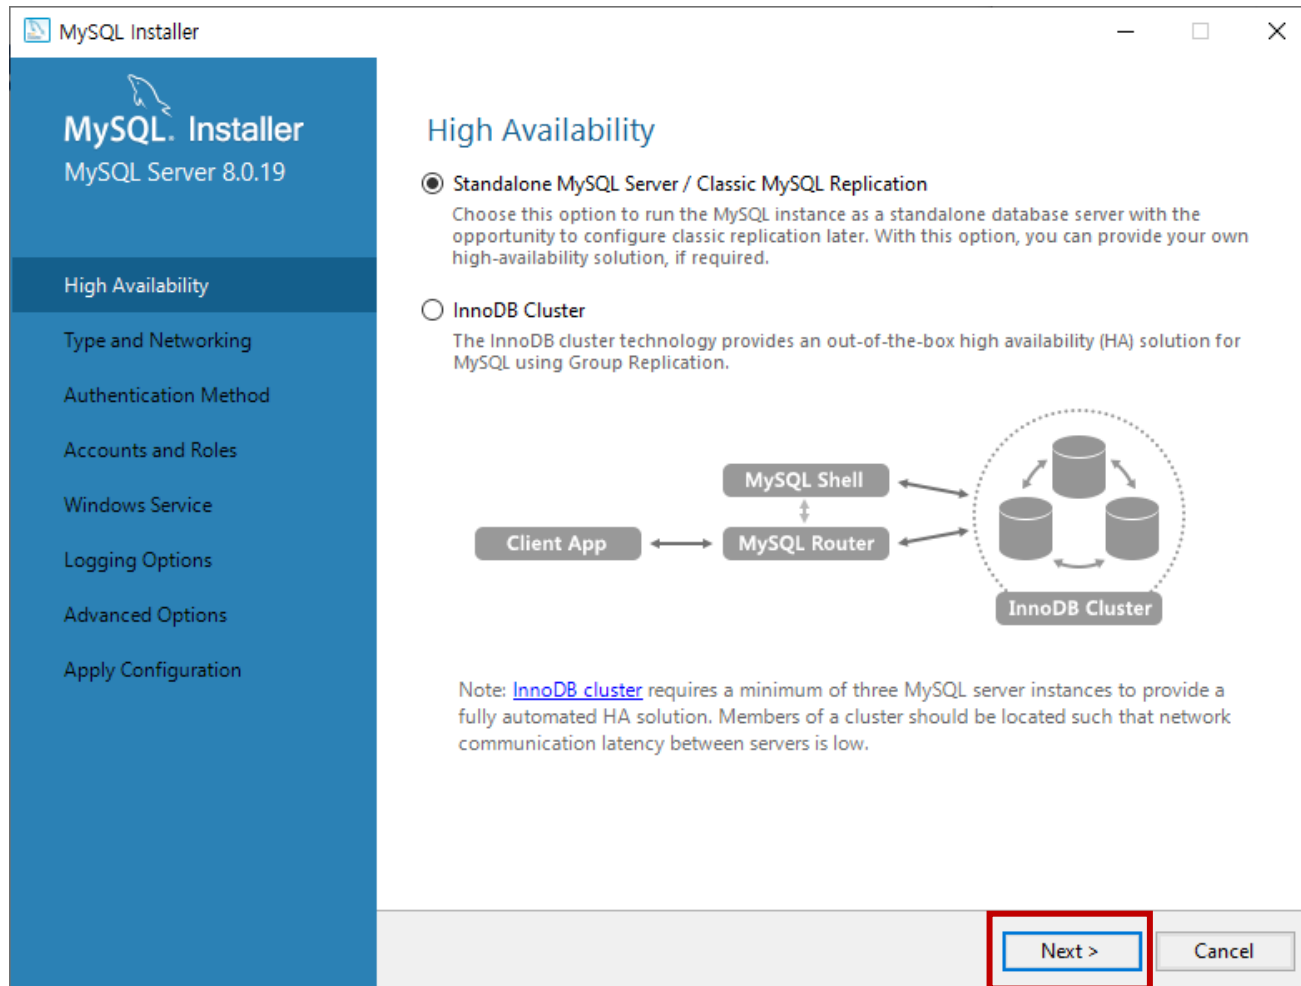 MySQL Installer
MySQL. Installer
MySQL Server 8.0.19
High Availability
Type and Networking
Authentication Method
Accounts and Roles
Windows Service
Logging Options
Advanced Options
Apply Configuration
High Availability
Standalone MySQL Server / Classic MySQL Replication
Choose this option to run the MySQL instance as a standalone database server with the
opportunity to configure classic replication later. With this option, you can provide your own
high-availability solution, if required.
InnoDB Cluster
The InnoDB cluster technology provides an out-of-the-box high availability (HA) solution for
MySQL using Group Replication.
MySQL Shell
Client App
MySQL Router
InnoDB Cluster
Note: InnoDB cluster requires a minimum of three MySQL server instances to provide a
fully automated HA solution. Members of a cluster should be located such that network
communication latency between servers is low.
Next >
Cancel